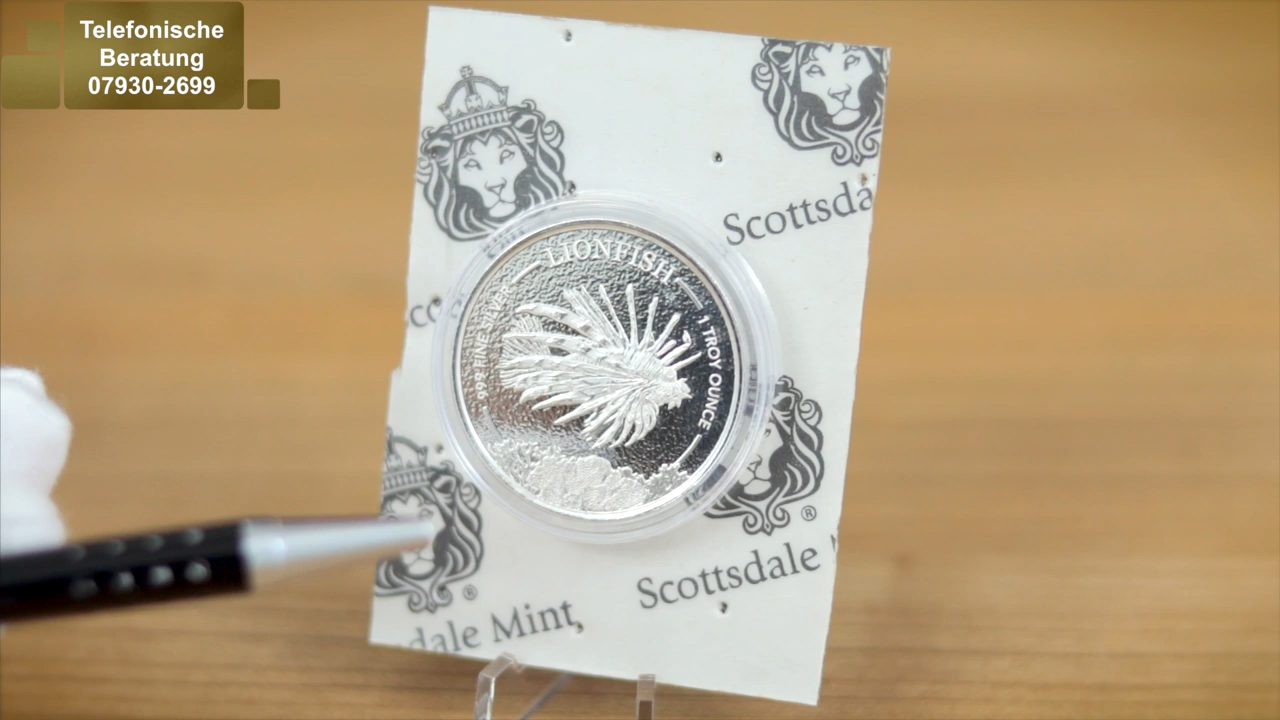 Telefonische
Beratung
07930-2699
Scottsda
LIONFISH
.999 FINE SILVER
1 TROY OUNCE
®
Scottsdale
®
dale Mint